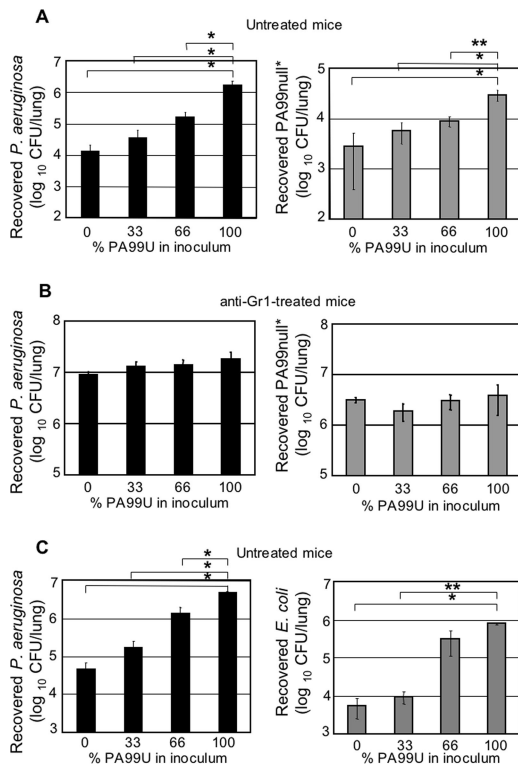 A
Untreated mice
*
*
*
Recovered P. aeruginosa
(log 10 CFU/lung)
7
6
5
4
3
2
0 33 66 100
% PA99U in inoculum
**
*
*
Recovered PA99null*
(log 10 CFU/lung)
5
4
3
2
0 33 66 100
% PA99U in inoculum
B
anti-Gr1-treated mice
Recovered P. aeruginosa
(log 10 CFU/lung)
8
7
6
5
0 33 66 100
% PA99U in inoculum
Recovered PA99null*
(log 10 CFU/lung)
8
7
6
5
0 33 66 100
% PA99U in inoculum
C
Untreated mice
*
*
*
Recovered P. aeruginosa
(log 10 CFU/lung)
7
6
5
4
3
0 33 66 100
% PA99U in inoculum
**
*
Recovered E. coli
(log 10 CFU/lung)
7
6
5
4
3
0 33 66 100
% PA99U in inoculum